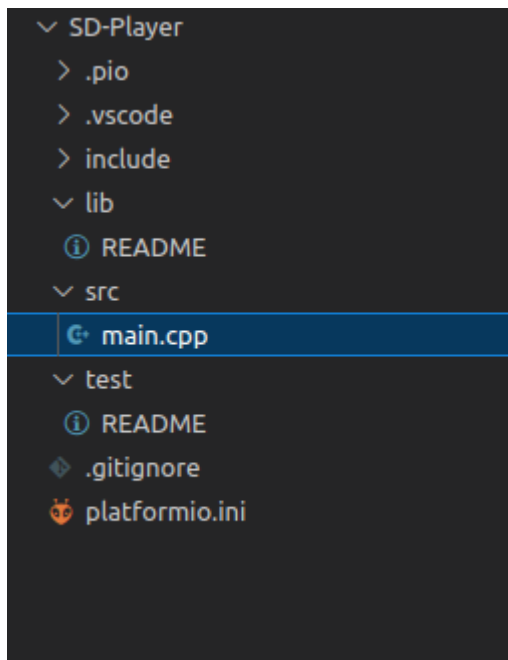 SD-Player
.pio
.vscode
include
lib
README
src
main.cpp
test
README
.gitignore
platformio.ini